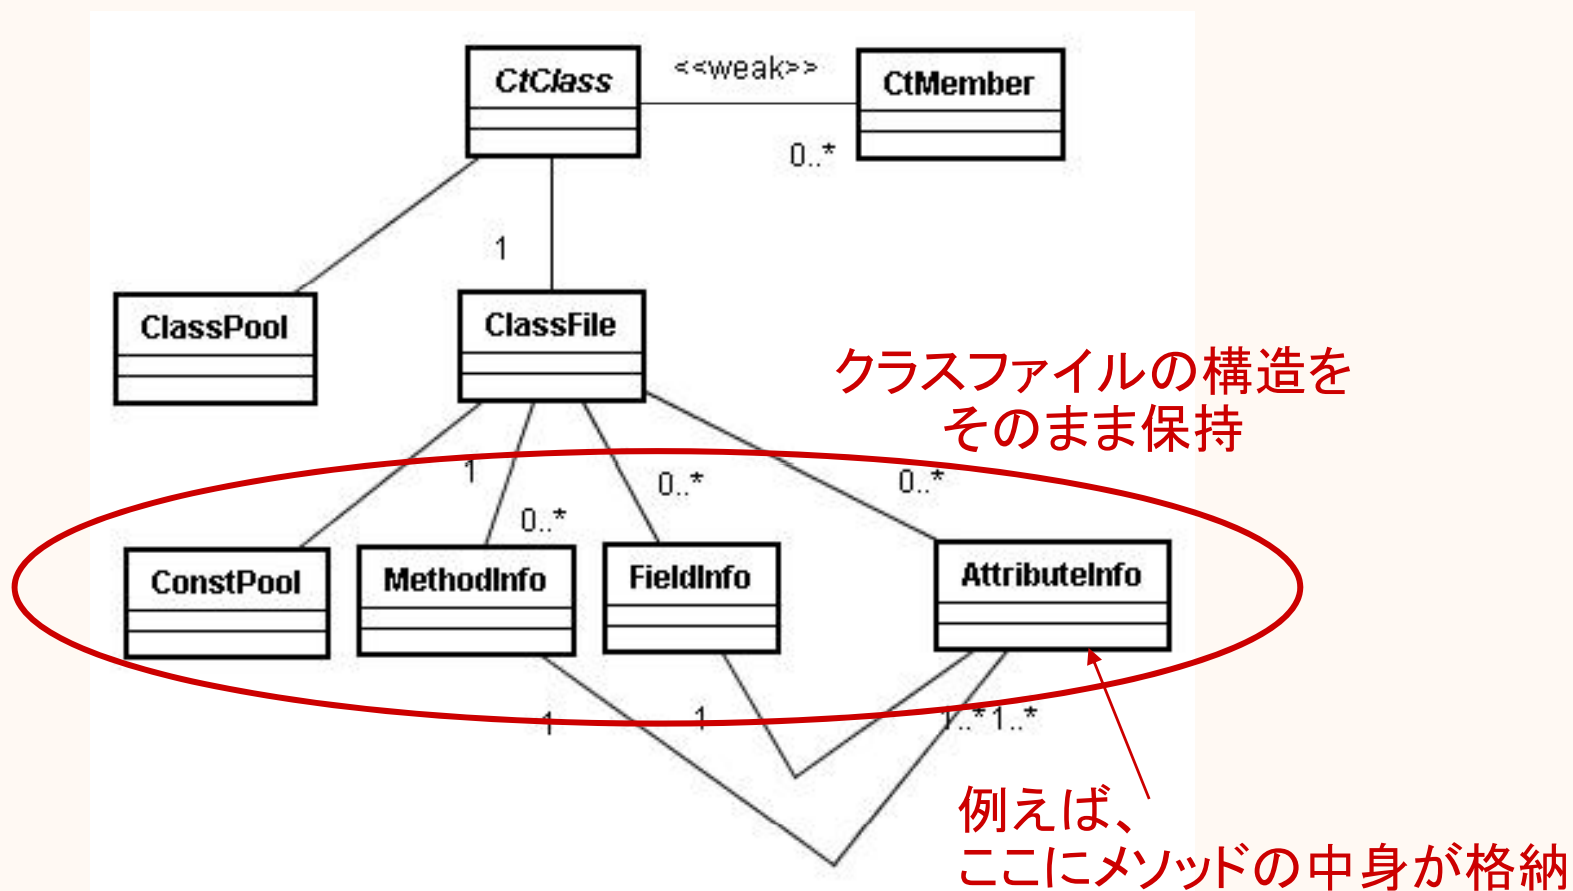 CtClass
<<weak>>
CtMember
0..*
1
ClassPool
ClassFile
クラスファイルの構造を
そのまま保持
1
0..*
0..*
0..*
ConstPool
MethodInfo
FieldInfo
AttributeInfo
1
1
1..*
1..*
例えば、
ここにメソッドの中身が格納